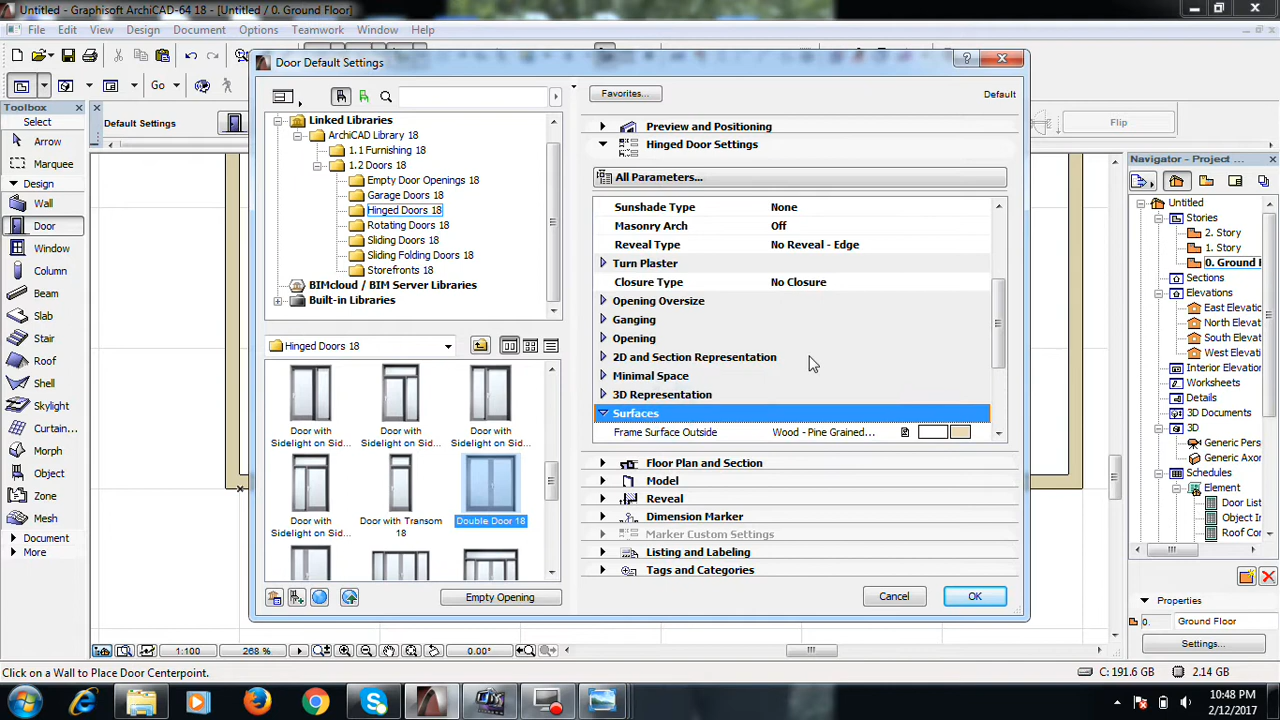 Untitled - Graphisoft ArchiCAD-64 18 - [Untitled / 0. Ground Floor]
File Edit View Design Document Options Teamwork Window Help
Door Default Settings
Go
Favorites...
Default
Toolbox
Select
Arrow
Marquee
Design
Wall
Door
Window
Column
Beam
Slab
Stair
Roof
Shell
Skylight
Curtain...
Morph
Object
Zone
Mesh
Document
More
Default Settings
Linked Libraries
ArchiCAD Library 18
1.1 Furnishing 18
1.2 Doors 18
Empty Door Openings 18
Garage Doors 18
Hinged Doors 18
Rotating Doors 18
Sliding Doors 18
Sliding Folding Doors 18
Storefronts 18
BIMcloud / BIM Server Libraries
Built-in Libraries
Hinged Doors 18
Door with Sidelight on Sid...
Door with Sidelight on Sid...
Door with Sidelight on Sid...
Door with Sidelight on Sid...
Door with Transom 18
Double Door 18
Empty Opening
Preview and Positioning
Hinged Door Settings
All Parameters...
Sunshade Type None
Masonry Arch Off
Reveal Type No Reveal - Edge
Turn Plaster
Closure Type No Closure
Opening Oversize
Ganging
Opening
2D and Section Representation
Minimal Space
3D Representation
Surfaces
Frame Surface Outside Wood - Pine Grained...
Floor Plan and Section
Model
Reveal
Dimension Marker
Marker Custom Settings
Listing and Labeling
Tags and Categories
Cancel
OK
Flip
Navigator - Project ...
Untitled
Stories
2. Story
1. Story
0. Ground
Sections
Elevations
East Elevati
North Elevat
South Elevat
West Elevati
Interior Elevation
Worksheets
Details
3D Documents
3D
Generic Pers
Generic Axon
Schedules
Element
Door List
Object In
Roof Com
Properties
0. Ground Floor
Settings...
1:100 268 % 0.00°
Click on a Wall to Place Door Centerpoint.
C: 191.6 GB 2.14 GB
10:48 PM
2/12/2017